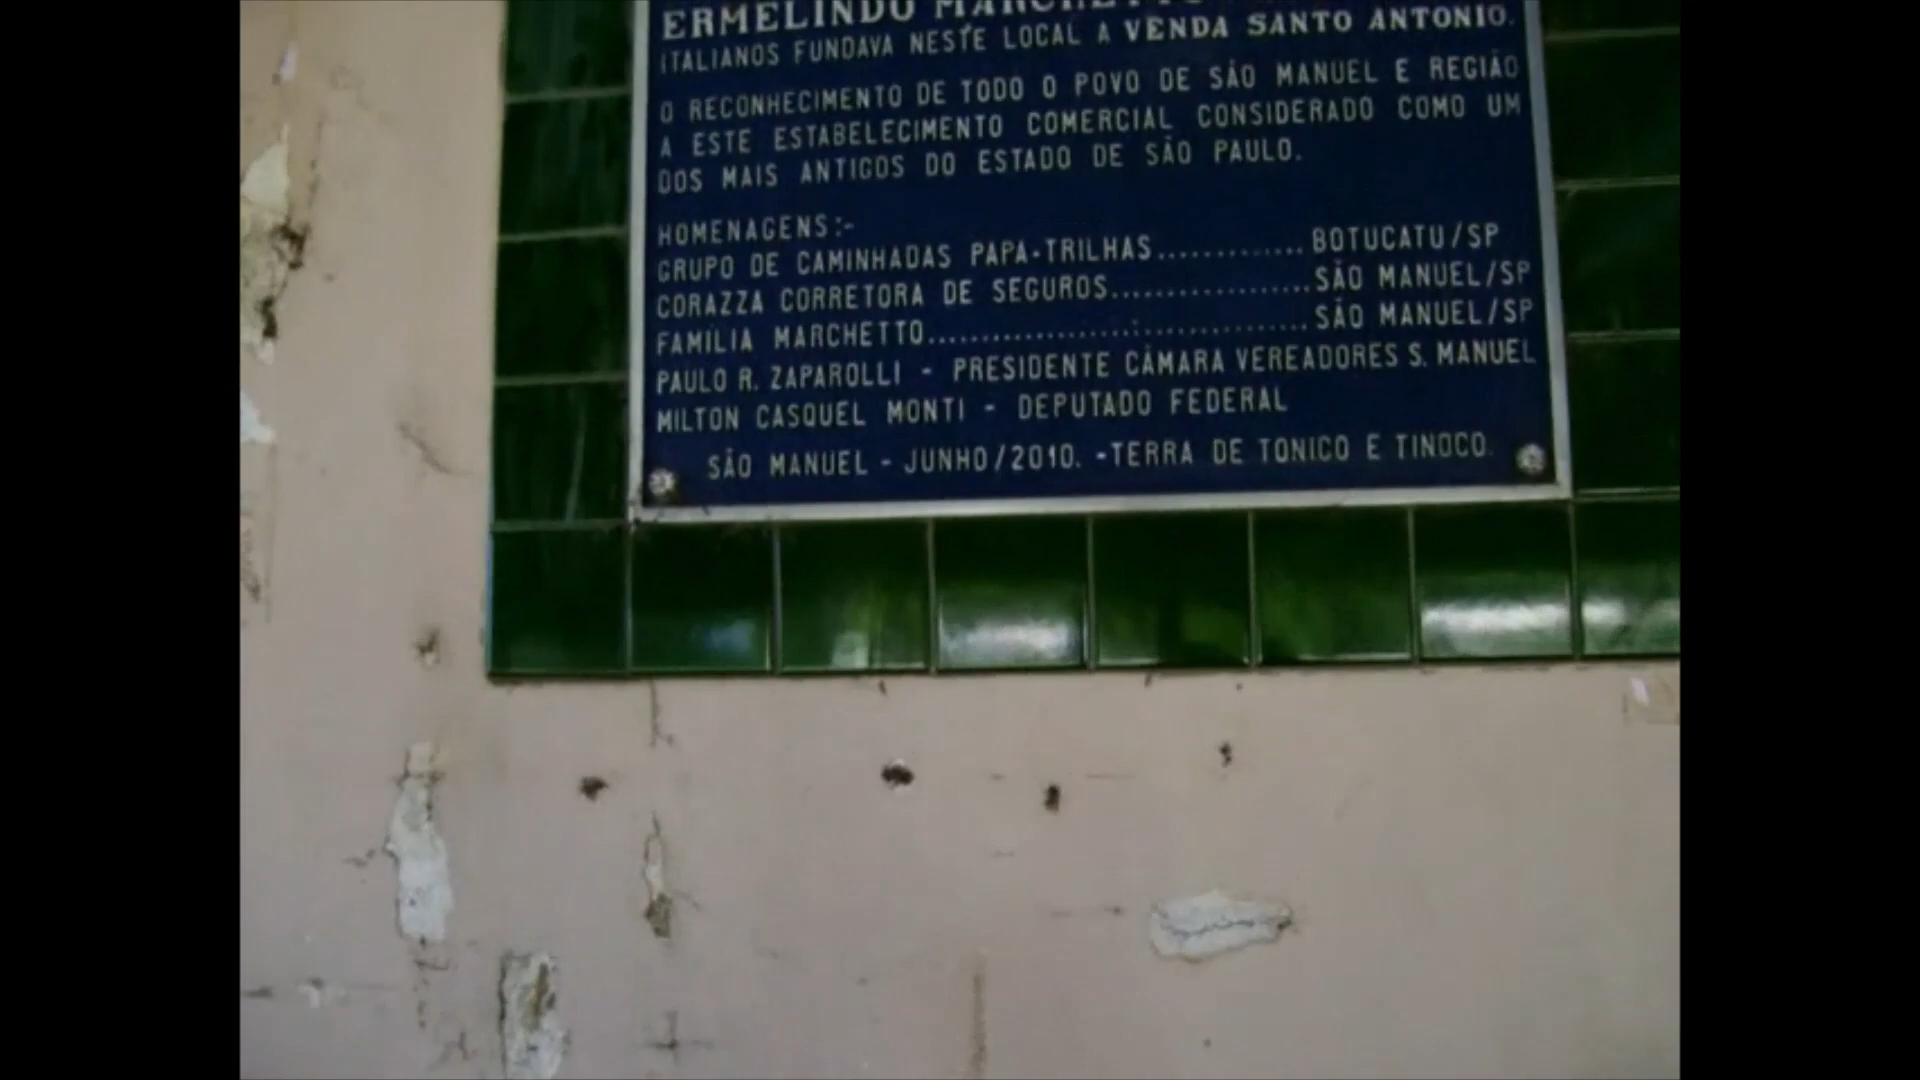 ERMELINDO MARCHETTO
ITALIANOS FUNDAVA NESTE LOCAL A VENDA SANTO ANTONIO.
O RECONHECIMENTO DE TODO O POVO DE SÃO MANUEL E REGIÃO
A ESTE ESTABELECIMENTO COMERCIAL CONSIDERADO COMO UM
DOS MAIS ANTIGOS DO ESTADO DE SÃO PAULO.
HOMENAGENS:-
GRUPO DE CAMINHADAS PAPA-TRILHAS............. BOTUCATU/SP
CORAZZA CORRETORA DE SEGUROS..................SÃO MANUEL/SP
FAMÍLIA MARCHETTO..................................SÃO MANUEL/SP
PAULO R. ZAPAROLLI - PRESIDENTE CÂMARA VEREADORES S. MANUEL
MILTON CASQUEL MONTI - DEPUTADO FEDERAL
SÃO MANUEL - JUNHO/2010. -TERRA DE TONICO E TINOCO.